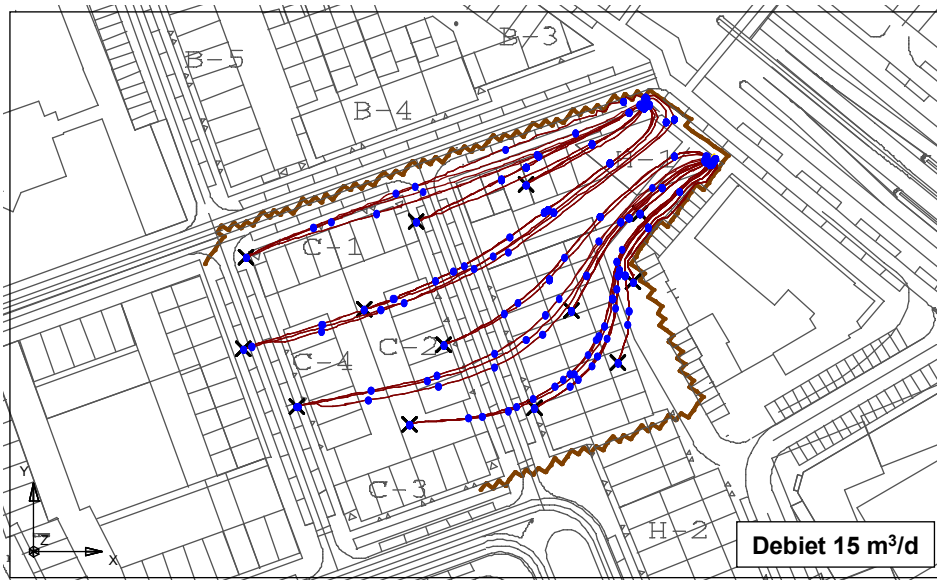 B-3
B-5
B-4
H-1
C-1
C-2
C-4
C-3
Y
Z
X
H-2
Debiet 15 m³/d